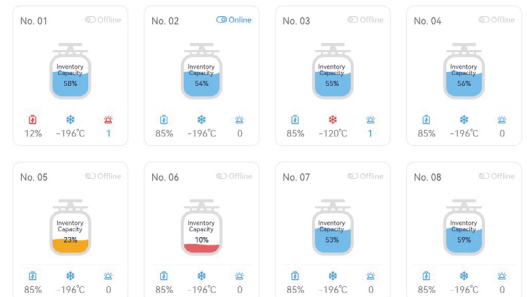 No. 01
Offline
Inventory
Capacity
58%
12% -196℃ 1
No. 02
Online
Inventory
Capacity
54%
85% -196℃ 0
No. 03
Offline
Inventory
Capacity
55%
85% -120℃ 1
No. 04
Offline
Inventory
Capacity
56%
85% -196℃ 0
No. 05
Offline
Inventory
Capacity
23%
85% -196℃ 0
No. 06
Offline
Inventory
Capacity
10%
85% -196℃ 0
No. 07
Offline
Inventory
Capacity
53%
85% -196℃ 0
No. 08
Offline
Inventory
Capacity
59%
85% -196℃ 0